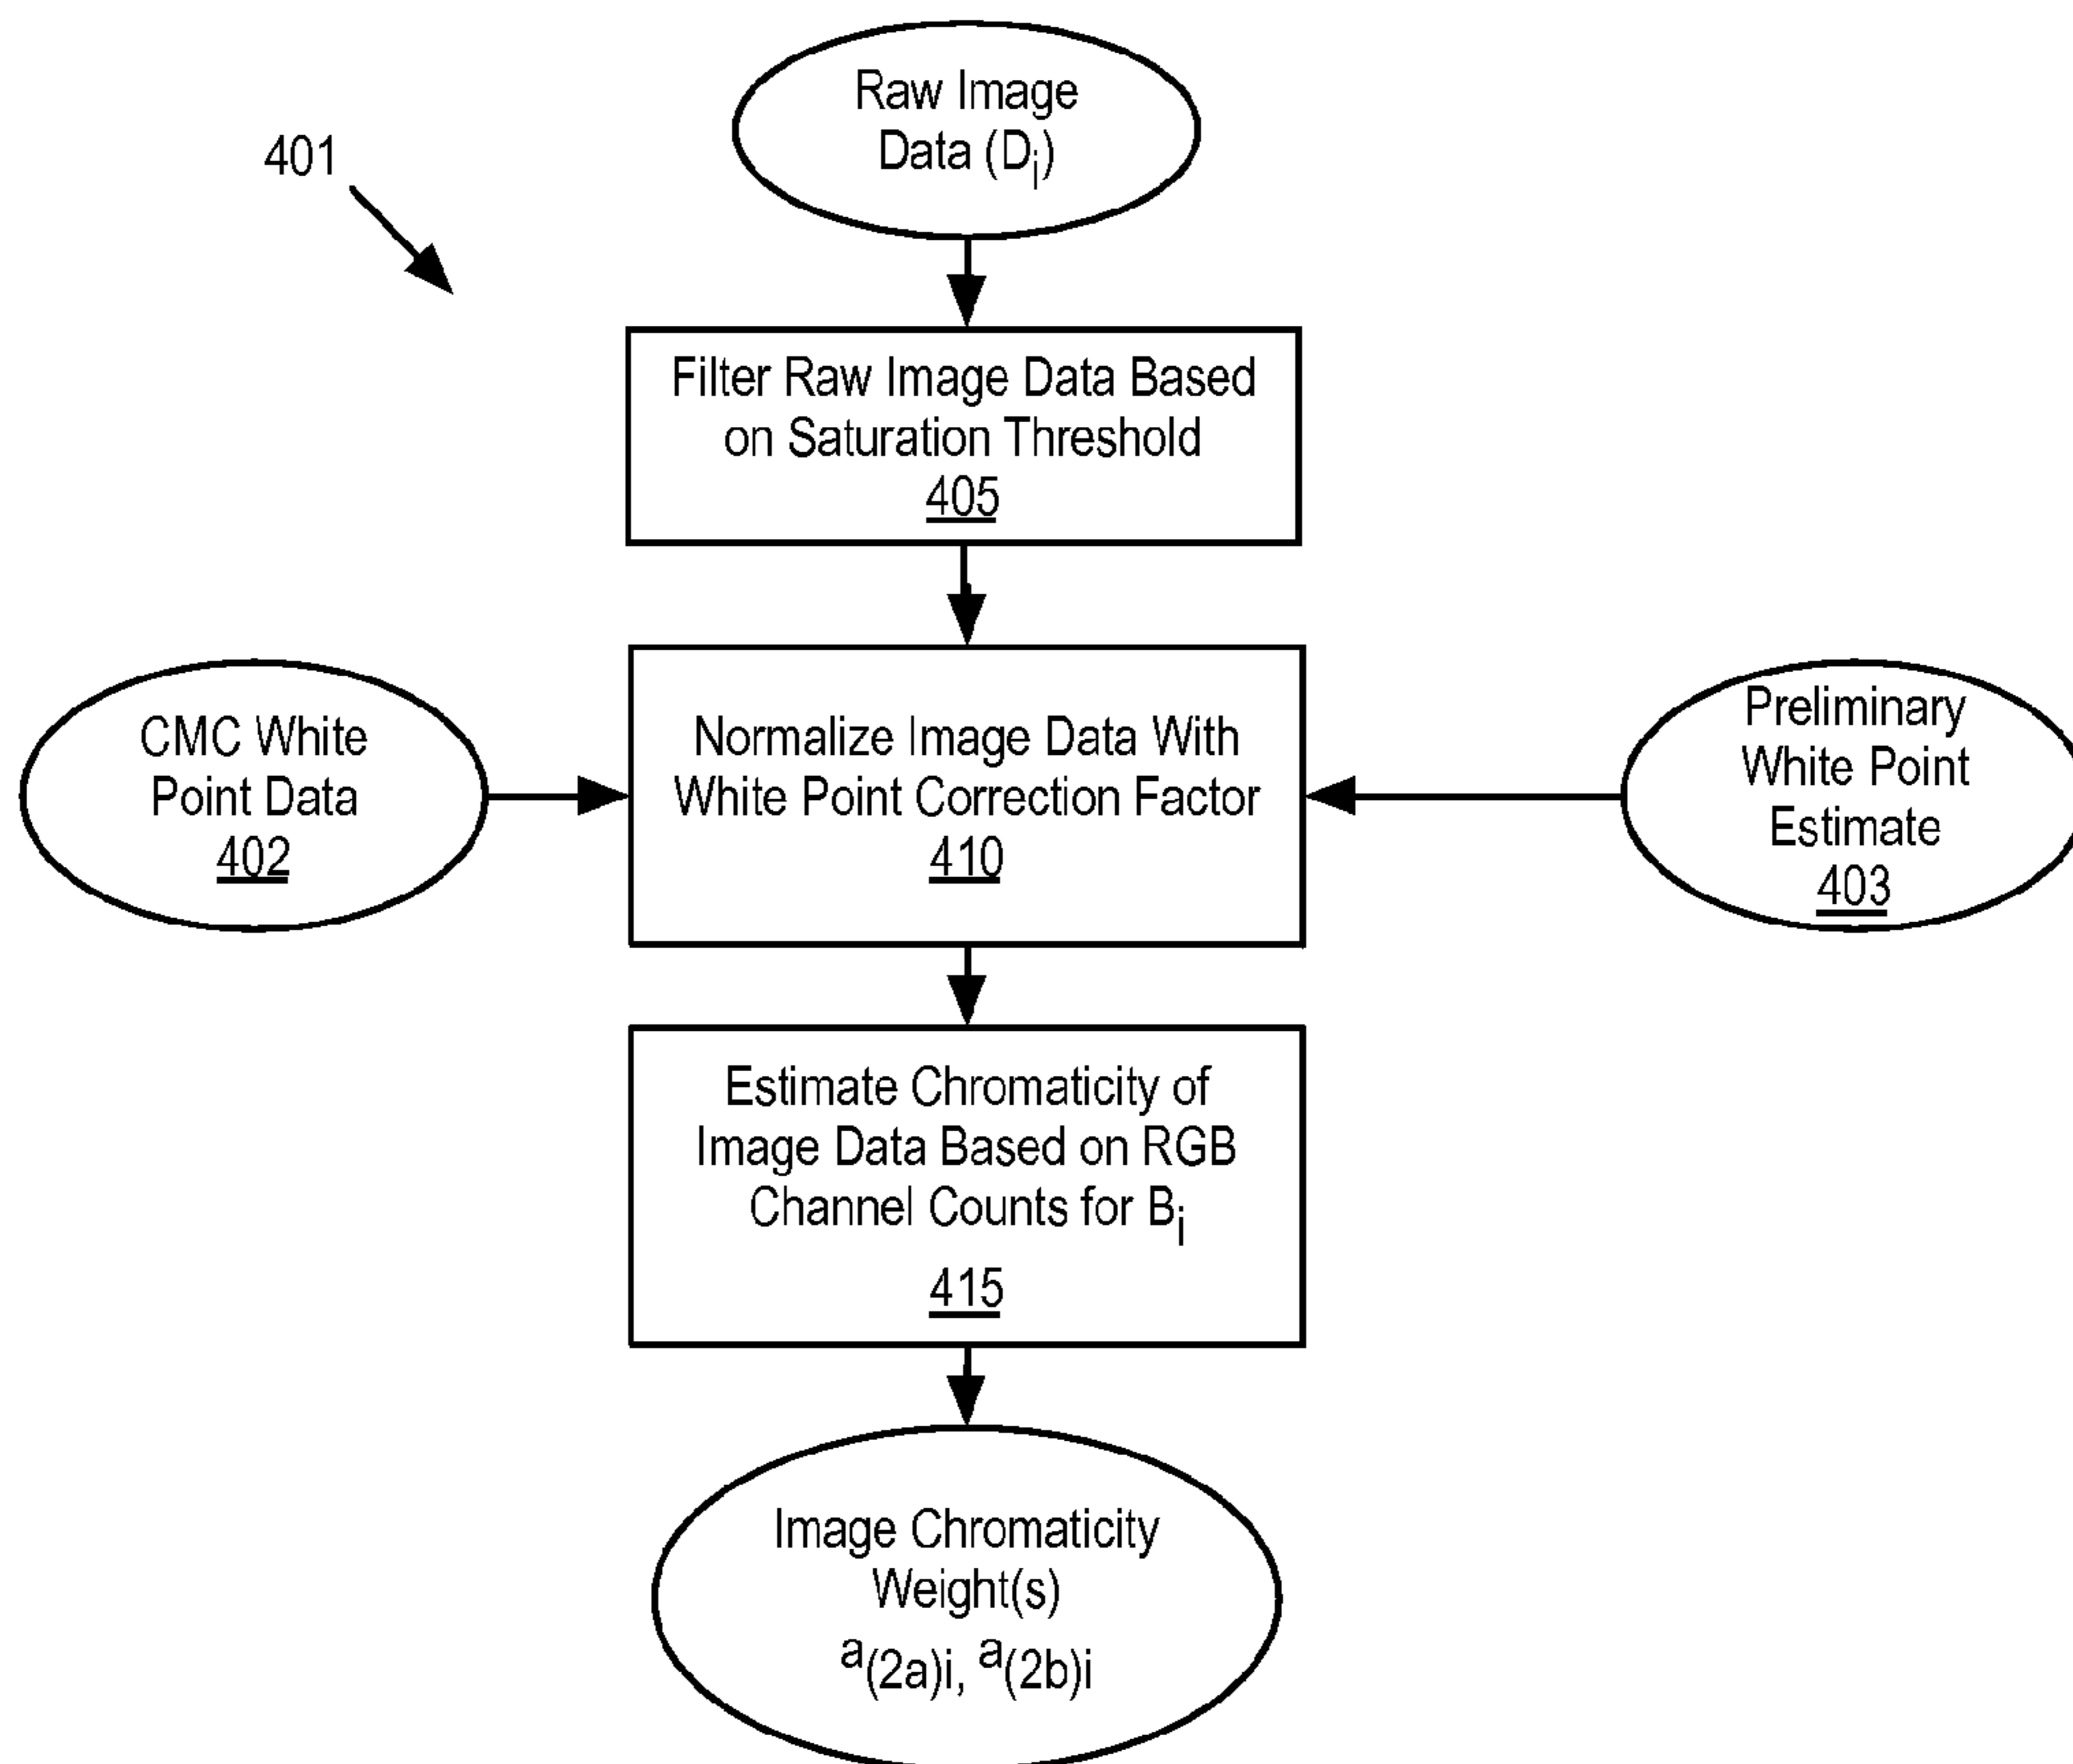 Raw Image
Data (Di)
401
Filter Raw Image Data Based
on Saturation Threshold
405
CMC White
Point Data
402
Normalize Image Data With
White Point Correction Factor
410
Preliminary
White Point
Estimate
403
Estimate Chromaticity of
Image Data Based on RGB
Channel Counts for Bi
415
Image Chromaticity
Weight(s)
a(2a)i, a(2b)i